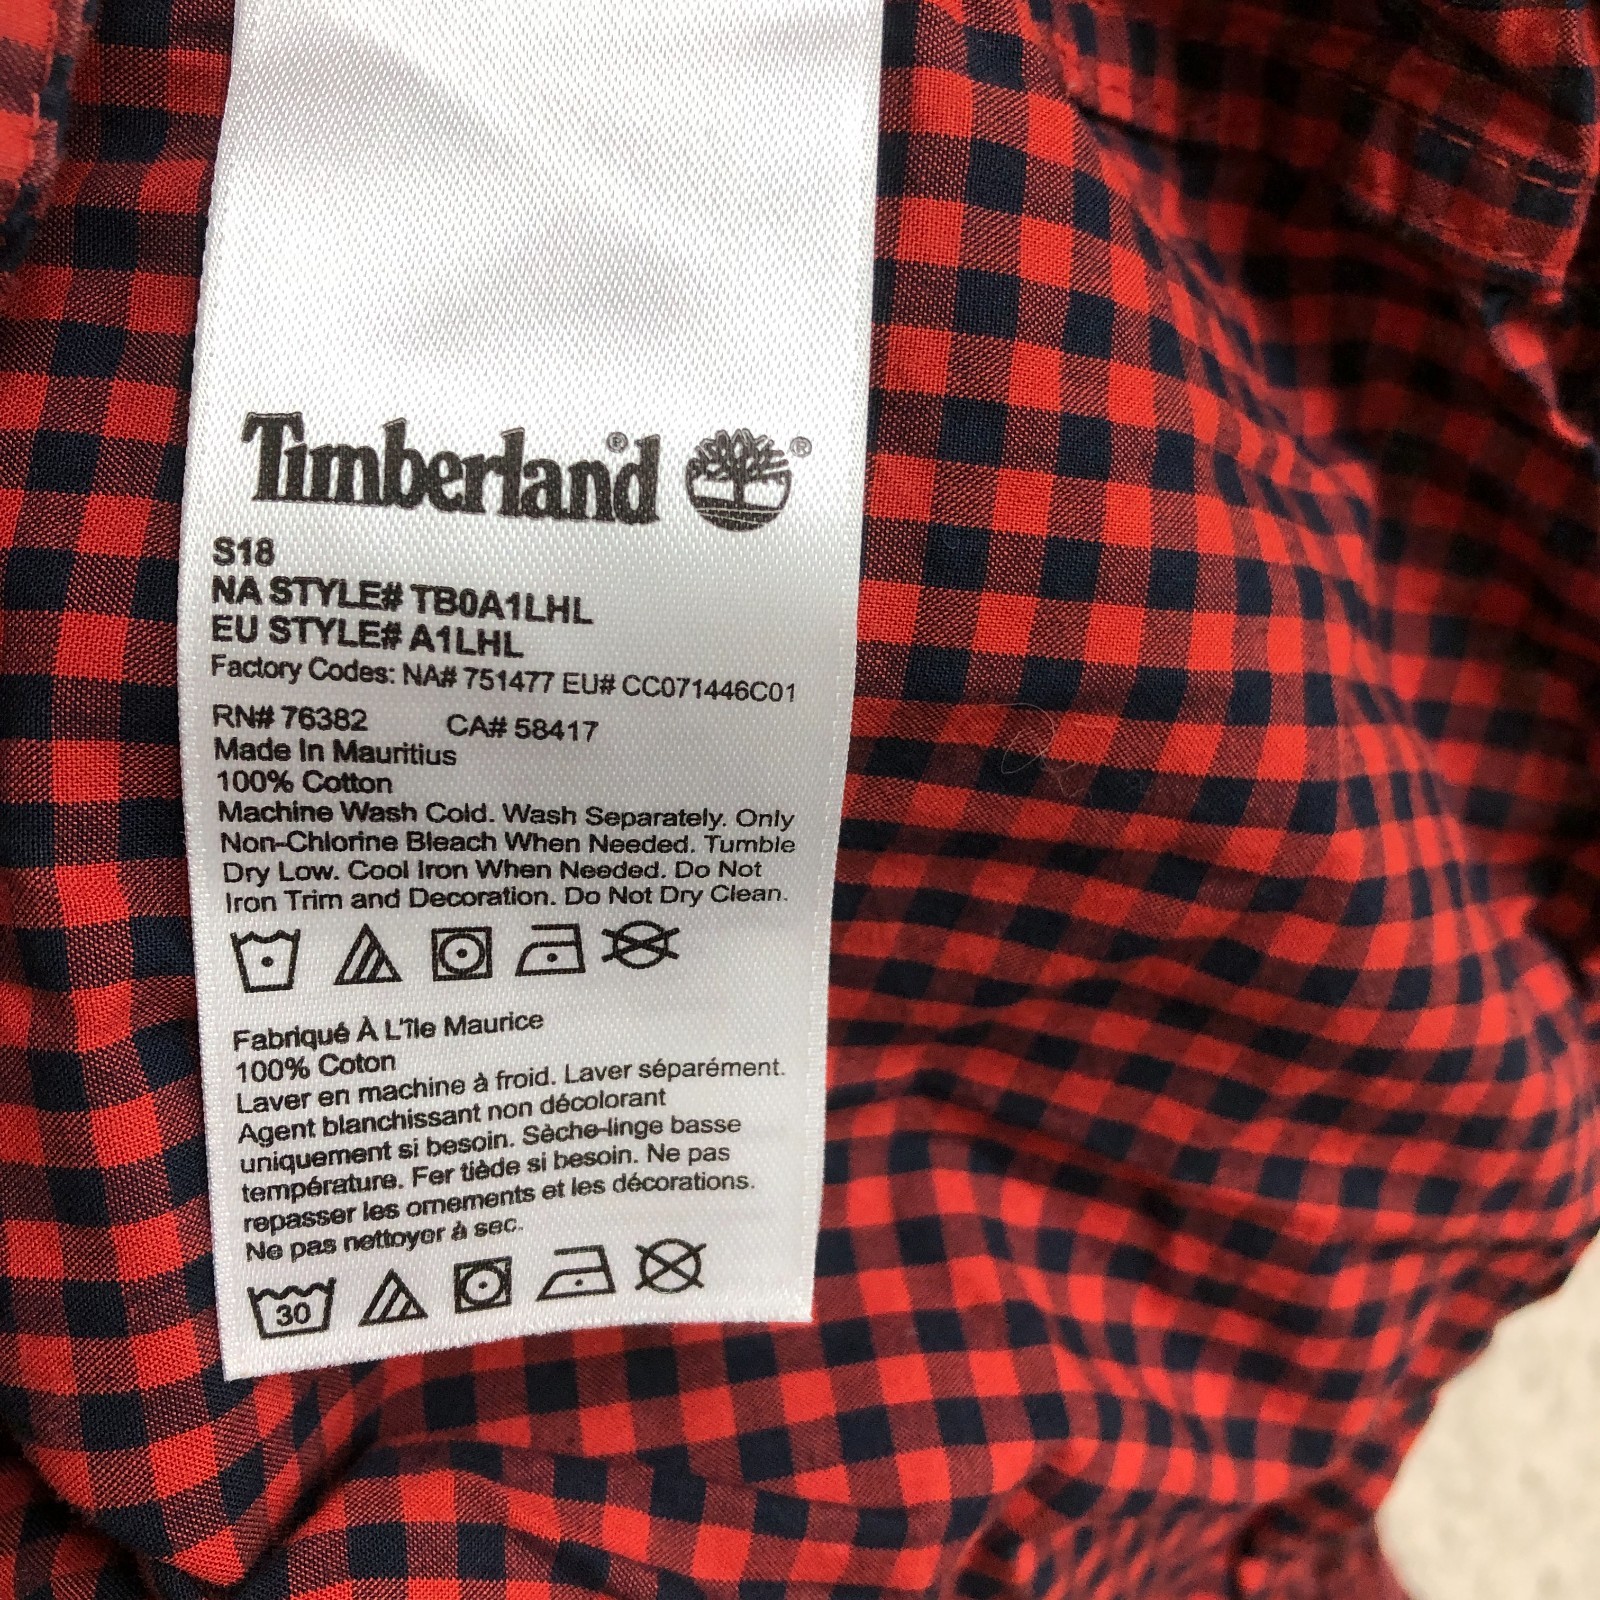 Timberland® ®
S18
NA STYLE# TB0A1LHL
EU STYLE# A1LHL
Factory Codes: NA# 751477 EU# CC071446C01
RN# 76382 CA# 58417
Made In Mauritius
100% Cotton
Machine Wash Cold. Wash Separately. Only
Non-Chlorine Bleach When Needed. Tumble
Dry Low. Cool Iron When Needed. Do Not
Iron Trim and Decoration. Do Not Dry Clean.
Fabriqué À L'Île Maurice
100% Coton
Laver en machine à froid. Laver séparément.
Agent blanchissant non décolorant
uniquement si besoin. Sèche-linge basse
température. Fer tiède si besoin. Ne pas
repasser les ornements et les décorations.
Ne pas nettoyer à sec.
30